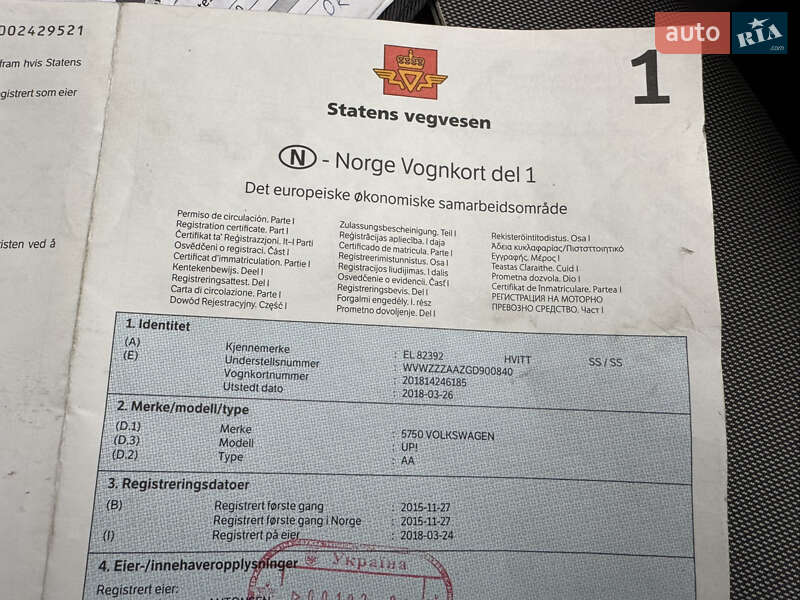 OK
002429521
fram hvis Statens
gistrert som eier
isten ved å
auto RIA
.com
1
Statens vegvesen
N - Norge Vognkort del 1
Det europeiske økonomiske samarbeidsområde
Permiso de circulación. Parte I
Registration certificate. Part I
Ċertifikat ta' Reġistrazzjoni. It-I Parti
Osvědčení o registraci. Část I
Certificat d'immatriculation. Partie I
Kentekenbewijs. Deel I
Registreringsattest. Del I
Carta di circolazione. Parte I
Dowód Rejestracyjny. Część I
Zulassungsbescheinigung. Teil I
Reģistrācijas apliecība. I daļa
Certificado de matrícula. Parte I
Registreerimistunnistus. Osa I
Registracijos liudijimas. I dalis
Osvedčenie o evidencii. Časť I
Registreringsbevis. Del I
Forgalmi engedély. I. rész
Prometno dovoljenje. Del I
Rekisteröintitodistus. Osa I
Άδεια κυκλοφορίας/Πιστοποιητικό
Εγγραφής. Μέρος I
Teastas Claraithe. Cuid I
Prometna dozvola. Dio I
Certificat de înmatriculare. Partea I
РЕГИСТРАЦИЯ НА МОТОРНО
ПРЕВОЗНО СРЕДСТВО. Част I
1. Identitet
(A) Kjennemerke : EL 82392 HVITT SS / SS
(E) Understellsnummer : WVWZZZAAZGD900840
Vognkortnummer : 201814246185
Utstedt dato : 2018-03-26
2. Merke/modell/type
(D.1) Merke : 5750 VOLKSWAGEN
(D.3) Modell : UP!
(D.2) Type : AA
3. Registreringsdatoer
(B) Registrert første gang : 2015-11-27
Registrert første gang i Norge : 2015-11-27
(I) Registrert på eier : 2018-03-24
4. Eier-/innehaveropplysninger
Україна
Registrert eier: